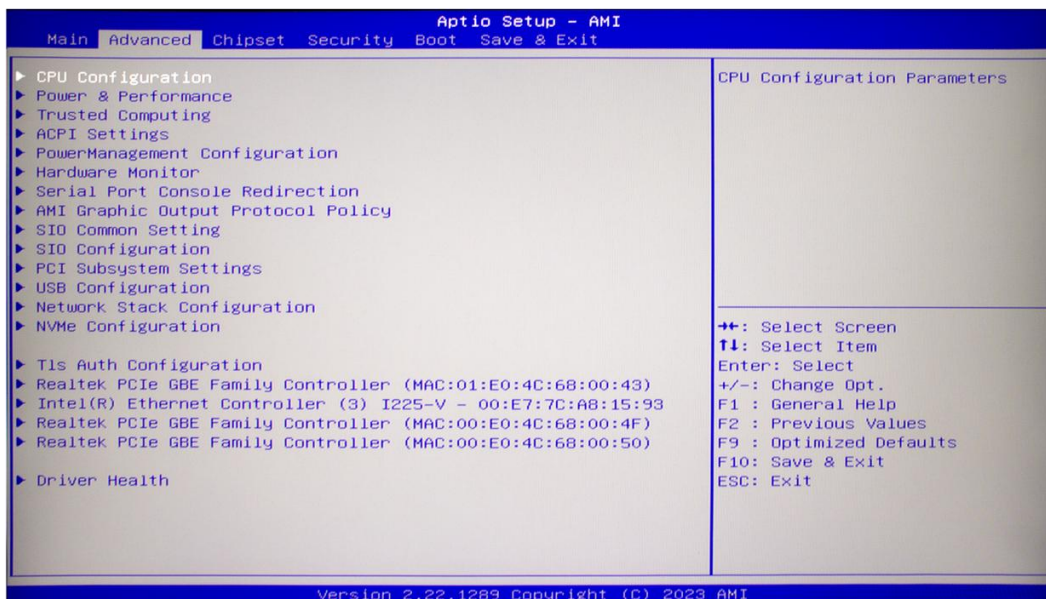 Aptio Setup - AMI
Main Advanced Chipset Security Boot Save & Exit
► CPU Configuration
► Power & Performance
► Trusted Computing
► ACPI Settings
► PowerManagement Configuration
► Hardware Monitor
► Serial Port Console Redirection
► AMI Graphic Output Protocol Policy
► SIO Common Setting
► SIO Configuration
► PCI Subsystem Settings
► USB Configuration
► Network Stack Configuration
► NVMe Configuration
► Tls Auth Configuration
► Realtek PCIe GBE Family Controller (MAC:01:E0:4C:68:00:43)
► Intel(R) Ethernet Controller (3) I225-V - 00:E7:7C:A8:15:93
► Realtek PCIe GBE Family Controller (MAC:00:E0:4C:68:00:4F)
► Realtek PCIe GBE Family Controller (MAC:00:E0:4C:68:00:50)
► Driver Health
CPU Configuration Parameters
→←: Select Screen
↑↓: Select Item
Enter: Select
+/-: Change Opt.
F1 : General Help
F2 : Previous Values
F9 : Optimized Defaults
F10: Save & Exit
ESC: Exit
Version 2.22.1289 Copyright (C) 2023 AMI